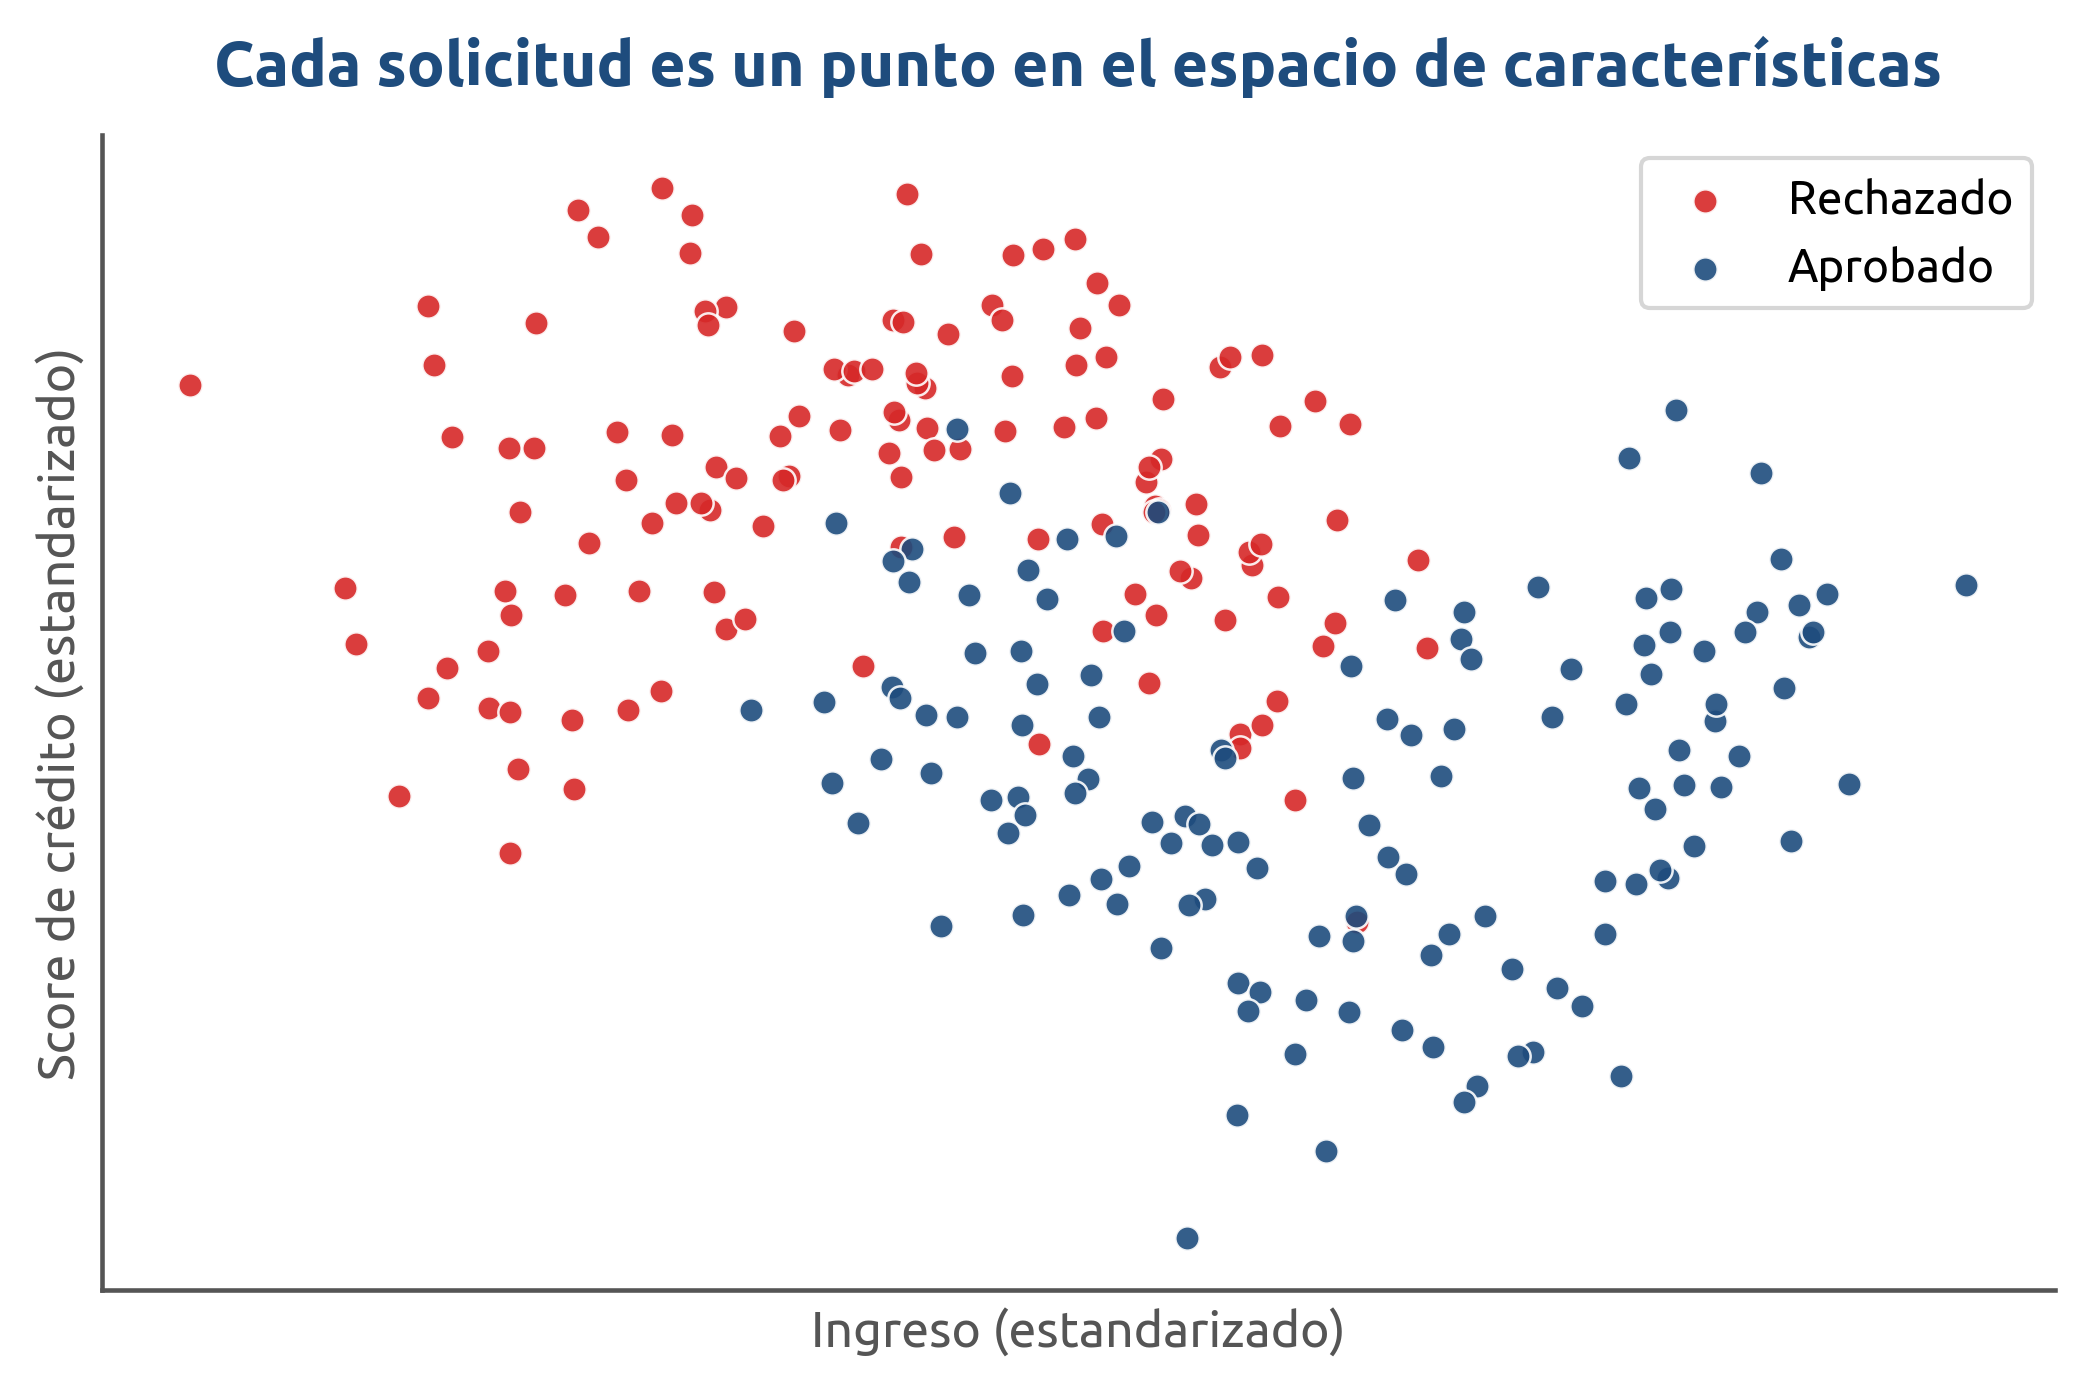 Cada solicitud es un punto en el espacio de características
Rechazado
Aprobado
Score de crédito (estandarizado)
Ingreso (estandarizado)